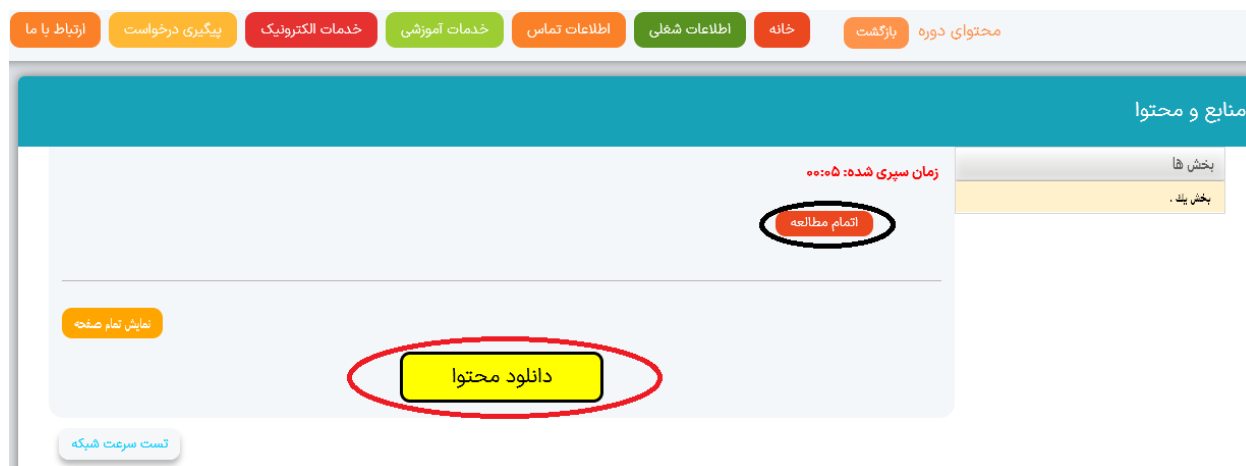 محتوای دوره بازگشت خانه اطلاعات شغلی اطلاعات تماس خدمات آموزشی خدمات الکترونیک پیگیری درخواست ارتباط با ما
منابع و محتوا
بخش ها
بخش یک .
زمان سپری شده: ۰۰:۰۵
اتمام مطالعه
نمایش تمام صفحه
دانلود محتوا
تست سرعت شبکه